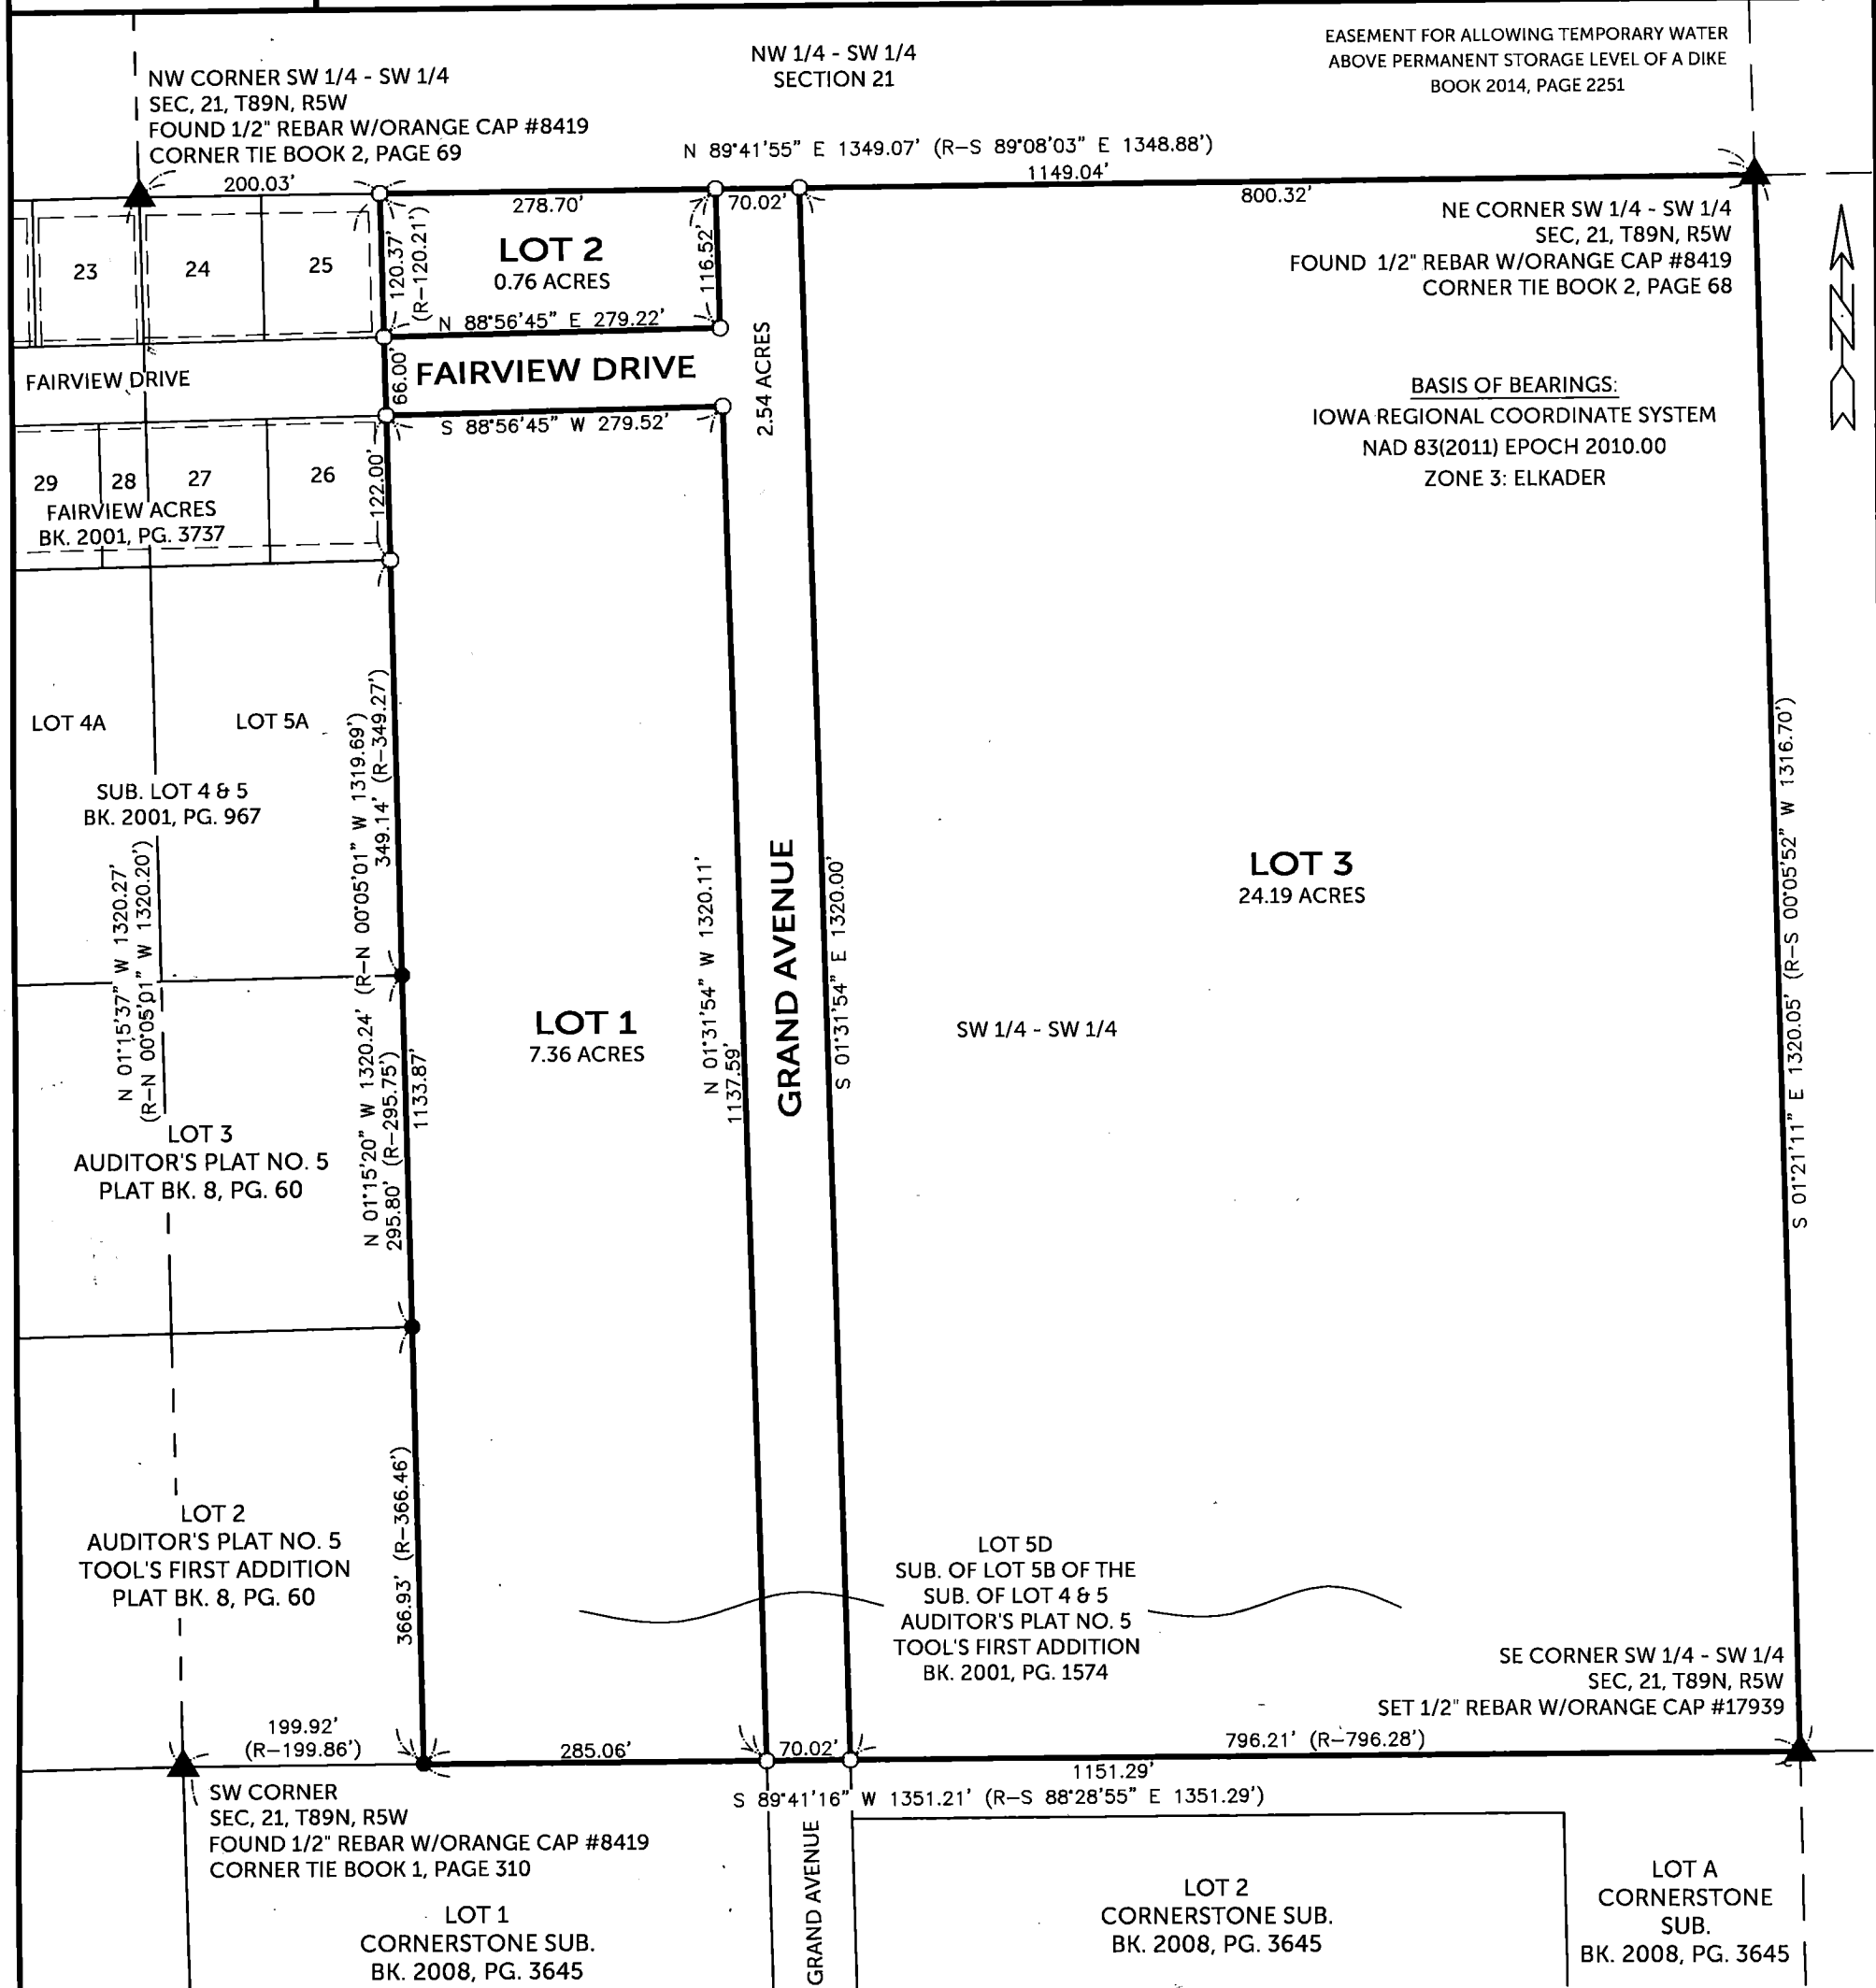 NW 1/4 - SW 1/4
SECTION 21
EASEMENT FOR ALLOWING TEMPORARY WATER
ABOVE PERMANENT STORAGE LEVEL OF A DIKE
BOOK 2014, PAGE 2251
NW CORNER SW 1/4 - SW 1/4
SEC, 21, T89N, R5W
FOUND 1/2" REBAR W/ORANGE CAP #8419
CORNER TIE BOOK 2, PAGE 69
N 89°41'55" E 1349.07' (R-S 89°08'03" E 1348.88')
200.03'
1149.04'
278.70'
70.02'
800.32'
NE CORNER SW 1/4 - SW 1/4
SEC, 21, T89N, R5W
FOUND 1/2" REBAR W/ORANGE CAP #8419
CORNER TIE BOOK 2, PAGE 68
N
23
24
25
120.37'
(R-120.21')
LOT 2
0.76 ACRES
116.52'
N 88°56'45" E 279.22'
FAIRVIEW DRIVE
66.00'
FAIRVIEW DRIVE
2.54 ACRES
S 88°56'45" W 279.52'
BASIS OF BEARINGS:
IOWA REGIONAL COORDINATE SYSTEM
NAD 83(2011) EPOCH 2010.00
ZONE 3: ELKADER
29
28
27
26
122.00'
FAIRVIEW ACRES
BK. 2001, PG. 3737
LOT 4A
LOT 5A
SUB. LOT 4 & 5
BK. 2001, PG. 967
N 01°15'37" W 1320.27'
(R-N 00°05'01" W 1320.20')
N 01°15'20" W 1320.24' (R-N 00°05'01" W 1319.69')
349.14' (R-349.27')
295.80' (R-295.75')
1133.87'
LOT 1
7.36 ACRES
N 01°31'54" W 1320.11'
1137.59'
GRAND AVENUE
S 01°31'54" E 1320.00'
LOT 3
24.19 ACRES
SW 1/4 - SW 1/4
S 01°21'11" E 1320.05' (R-S 00°05'52" W 1316.70')
LOT 3
AUDITOR'S PLAT NO. 5
PLAT BK. 8, PG. 60
LOT 2
AUDITOR'S PLAT NO. 5
TOOL'S FIRST ADDITION
PLAT BK. 8, PG. 60
366.93' (R-366.46')
LOT 5D
SUB. OF LOT 5B OF THE
SUB. OF LOT 4 & 5
AUDITOR'S PLAT NO. 5
TOOL'S FIRST ADDITION
BK. 2001, PG. 1574
SE CORNER SW 1/4 - SW 1/4
SEC, 21, T89N, R5W
SET 1/2" REBAR W/ORANGE CAP #17939
199.92'
(R-199.86')
285.06'
70.02'
796.21' (R-796.28')
1151.29'
S 89°41'16" W 1351.21' (R-S 88°28'55" E 1351.29')
SW CORNER
SEC, 21, T89N, R5W
FOUND 1/2" REBAR W/ORANGE CAP #8419
CORNER TIE BOOK 1, PAGE 310
LOT 1
CORNERSTONE SUB.
BK. 2008, PG. 3645
GRAND AVENUE
LOT 2
CORNERSTONE SUB.
BK. 2008, PG. 3645
LOT A
CORNERSTONE
SUB.
BK. 2008, PG. 3645